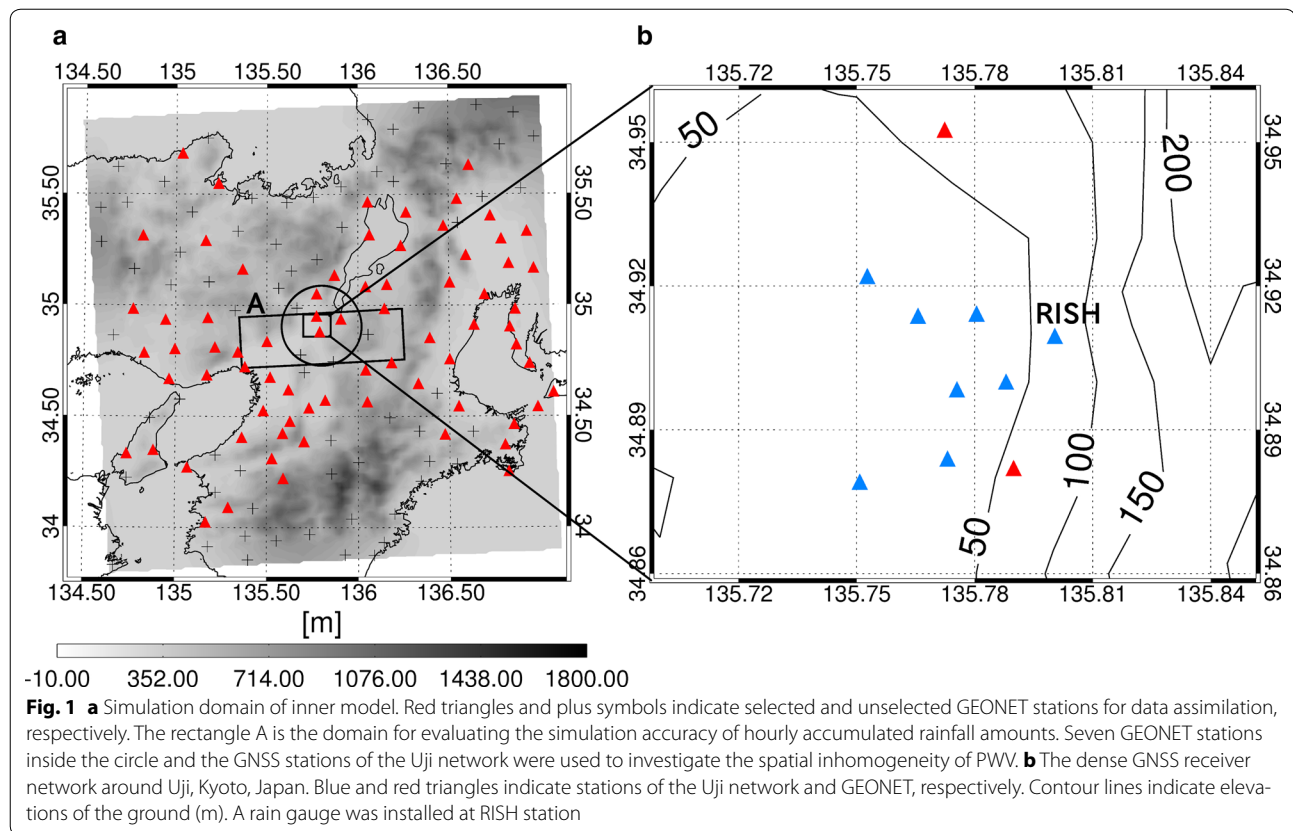 a
134.50 135 135.50 136 136.50
35.50 35 34.50 34
35.50 35 34.50 34
A
134.50 135 135.50 136 136.50
[m]
-10.00 352.00 714.00 1076.00 1438.00 1800.00
b
135.72 135.75 135.78 135.81 135.84
34.95 34.92 34.89 34.86
34.95 34.92 34.89 34.86
50
200
RISH
100
150
50
135.72 135.75 135.78 135.81 135.84
Fig. 1 a Simulation domain of inner model. Red triangles and plus symbols indicate selected and unselected GEONET stations for data assimilation,
respectively. The rectangle A is the domain for evaluating the simulation accuracy of hourly accumulated rainfall amounts. Seven GEONET stations
inside the circle and the GNSS stations of the Uji network were used to investigate the spatial inhomogeneity of PWV. b The dense GNSS receiver
network around Uji, Kyoto, Japan. Blue and red triangles indicate stations of the Uji network and GEONET, respectively. Contour lines indicate eleva-
tions of the ground (m). A rain gauge was installed at RISH station